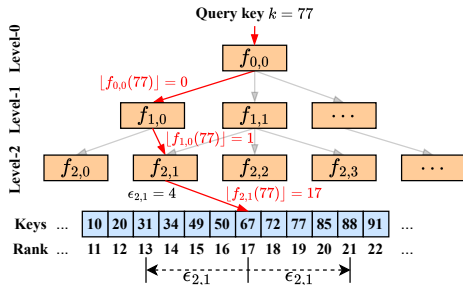 Query key k = 77
Level-0
f0,0
⌊f0,0(77)⌋ = 0
Level-1
f1,0
f1,1
...
⌊f1,0(77)⌋ = 1
Level-2
f2,0
f2,1
f2,2
f2,3
...
ϵ2,1 = 4
⌊f2,1(77)⌋ = 17
Keys ... 10 20 31 34 49 50 67 72 77 85 88 91 ...
Rank ... 11 12 13 14 15 16 17 18 19 20 21 22 ...
ϵ2,1 ϵ2,1